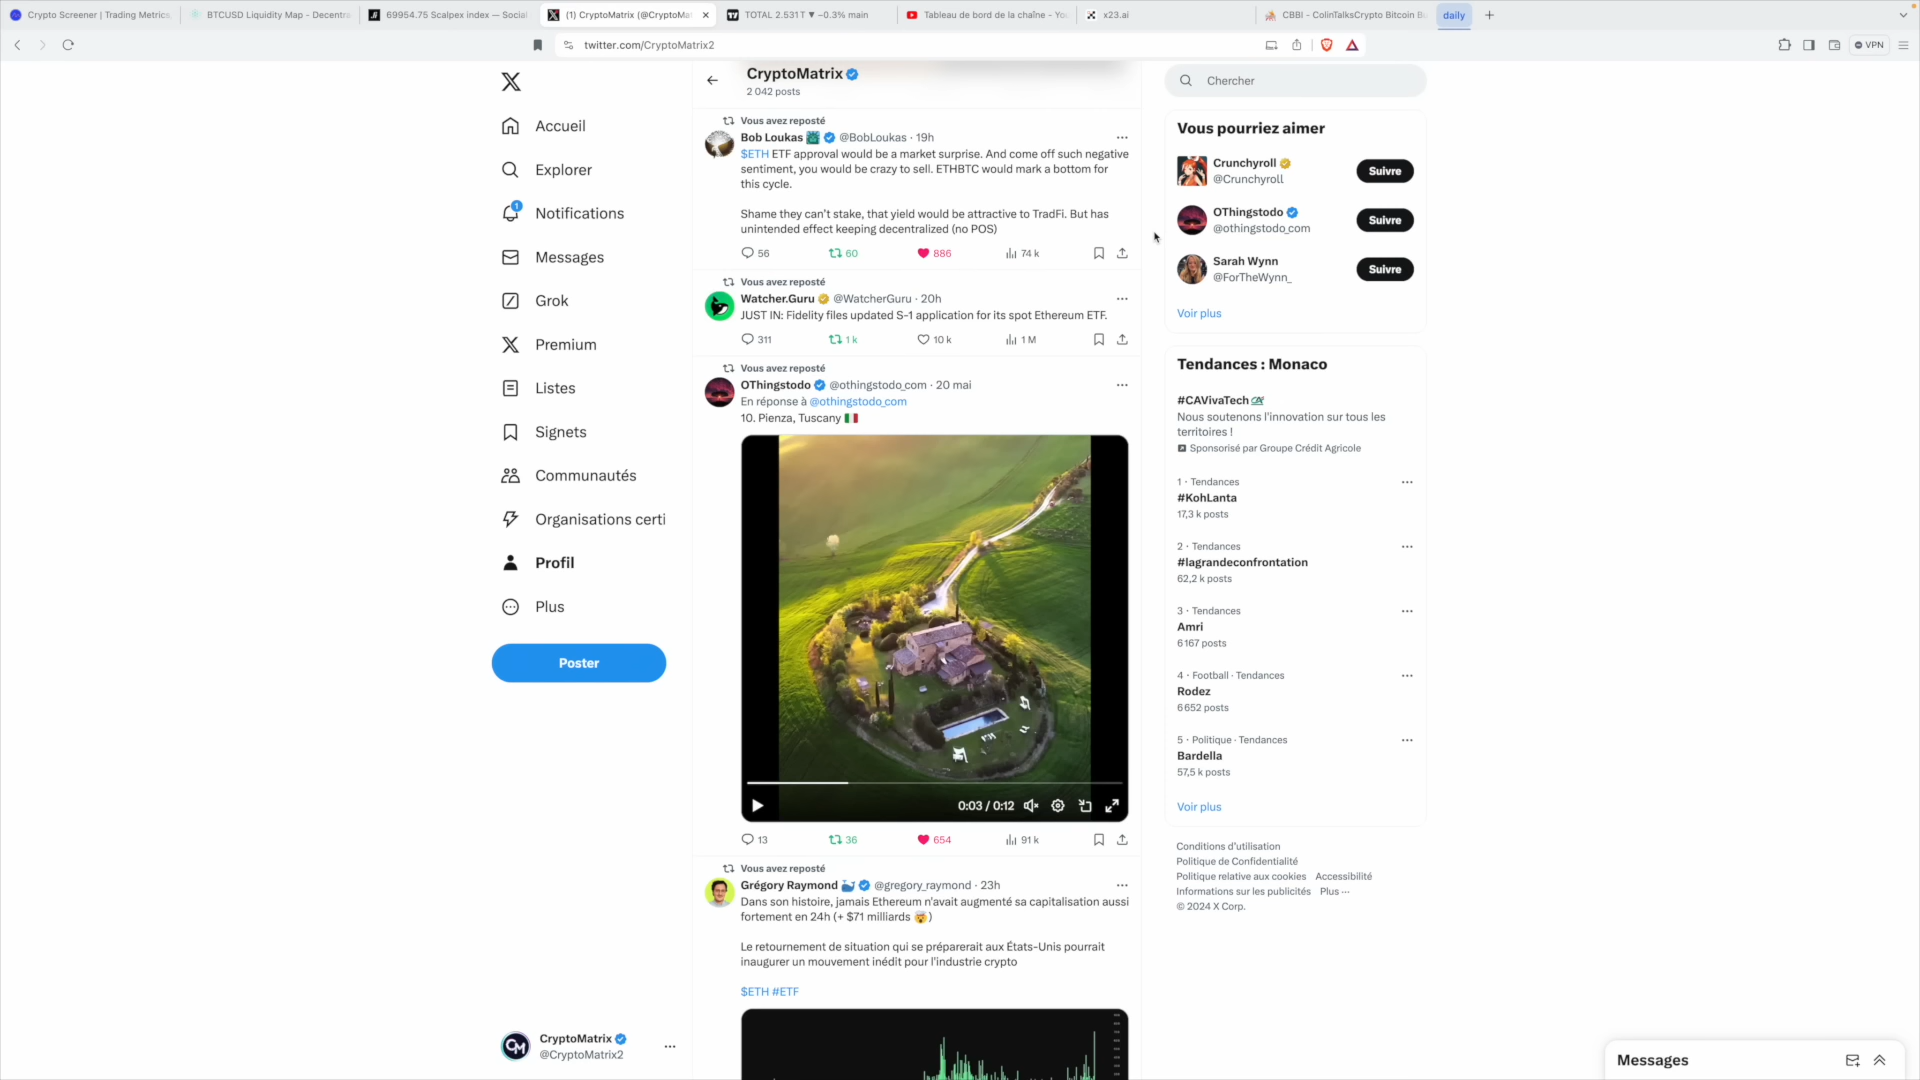 Crypto Screener | Trading Metrics
BTCUSD Liquidity Map - Decentra
69954.75 Scalpex index — Social
(1) CryptoMatrix (@CryptoMat
TOTAL 2.531T ▼ −0.3% main
Tableau de bord de la chaîne - Yo
x23.ai
CBBI - ColinTalksCrypto Bitcoin B
daily
twitter.com/CryptoMatrix2
VPN
Accueil
Explorer
1
Notifications
Messages
Grok
Premium
Listes
Signets
Communautés
Organisations certi
Profil
Plus
Poster
CryptoMatrix
@CryptoMatrix2
CryptoMatrix
2 042 posts
Vous avez reposté
Bob Loukas @BobLoukas · 19h
$ETH ETF approval would be a market surprise. And come off such negative
sentiment, you would be crazy to sell. ETHBTC would mark a bottom for
this cycle.
Shame they can't stake, that yield would be attractive to TradFi. But has
unintended effect keeping decentralized (no POS)
56 60 886 74 k
Vous avez reposté
Watcher.Guru @WatcherGuru · 20h
JUST IN: Fidelity files updated S-1 application for its spot Ethereum ETF.
311 1 k 10 k 1 M
Vous avez reposté
OThingstodo @othingstodo_com · 20 mai
En réponse à @othingstodo_com
10. Pienza, Tuscany
0:03 / 0:12
13 36 654 91 k
Vous avez reposté
Grégory Raymond @gregory_raymond · 23h
Dans son histoire, jamais Ethereum n'avait augmenté sa capitalisation aussi
fortement en 24h (+ $71 milliards 🤯)
Le retournement de situation qui se préparerait aux États-Unis pourrait
inaugurer un mouvement inédit pour l'industrie crypto
$ETH #ETF
Chercher
Vous pourriez aimer
Crunchyroll
@Crunchyroll
Suivre
OThingstodo
@othingstodo_com
Suivre
Sarah Wynn
@ForTheWynn_
Suivre
Voir plus
Tendances : Monaco
#CAVivaTech
Nous soutenons l'innovation sur tous les
territoires !
Sponsorisé par Groupe Crédit Agricole
1 · Tendances
#KohLanta
17,3 k posts
2 · Tendances
#lagrandeconfrontation
62,2 k posts
3 · Tendances
Amri
6 167 posts
4 · Football · Tendances
Rodez
6 652 posts
5 · Politique · Tendances
Bardella
57,5 k posts
Voir plus
Conditions d'utilisation
Politique de Confidentialité
Politique relative aux cookies Accessibilité
Informations sur les publicités Plus ···
© 2024 X Corp.
Messages